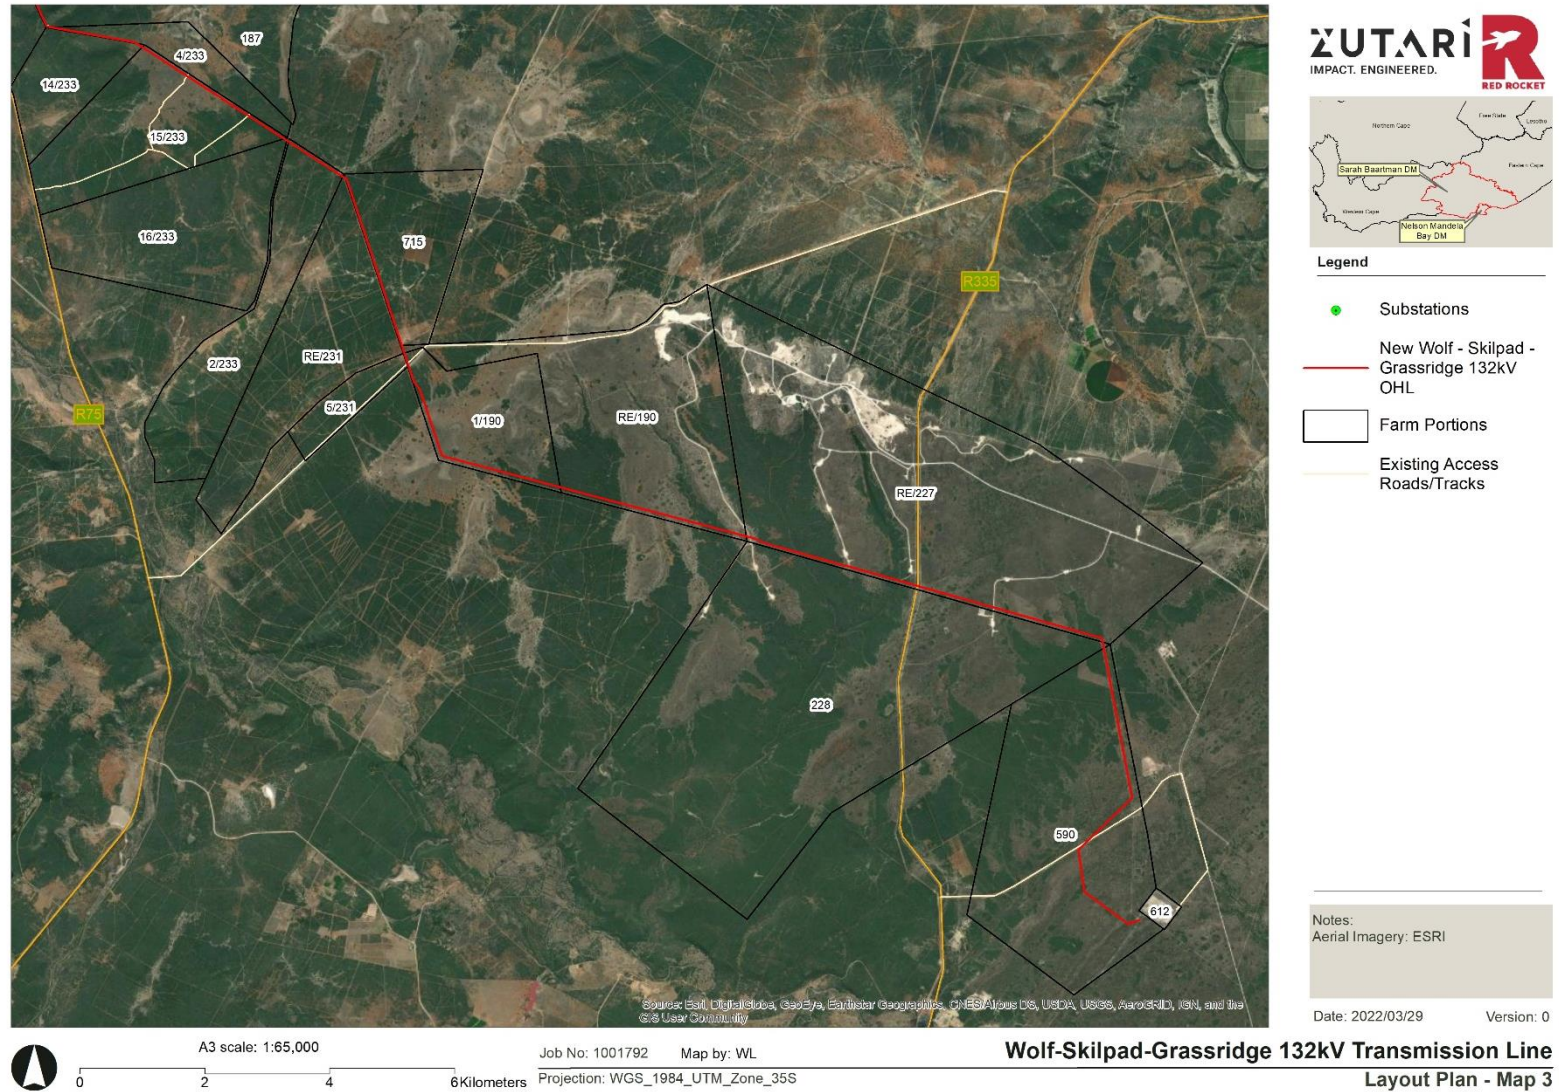 187
4/233
14/233
15/233
16/233
715
R335
2/233
RE/231
R75
5/231
1/190
RE/190
RE/227
228
590
612
Source: Esri, DigitalGlobe, GeoEye, Earthstar Geographics, CNES/Airbus DS, USDA, USGS, AeroGRID, IGN, and the
GIS User Community
ZUTARI
IMPACT. ENGINEERED.
R
RED ROCKET
Northern Cape
Free State
Lesotho
Sarah Baartman DM
Eastern Cape
Western Cape
Nelson Mandela
Bay DM
Legend
Substations
New Wolf - Skilpad -
Grassridge 132kV
OHL
Farm Portions
Existing Access
Roads/Tracks
Notes:
Aerial Imagery: ESRI
Date: 2022/03/29 Version: 0
A3 scale: 1:65,000
0 2 4 6 Kilometers
Job No: 1001792 Map by: WL
Projection: WGS_1984_UTM_Zone_35S
Wolf-Skilpad-Grassridge 132kV Transmission Line
Layout Plan - Map 3